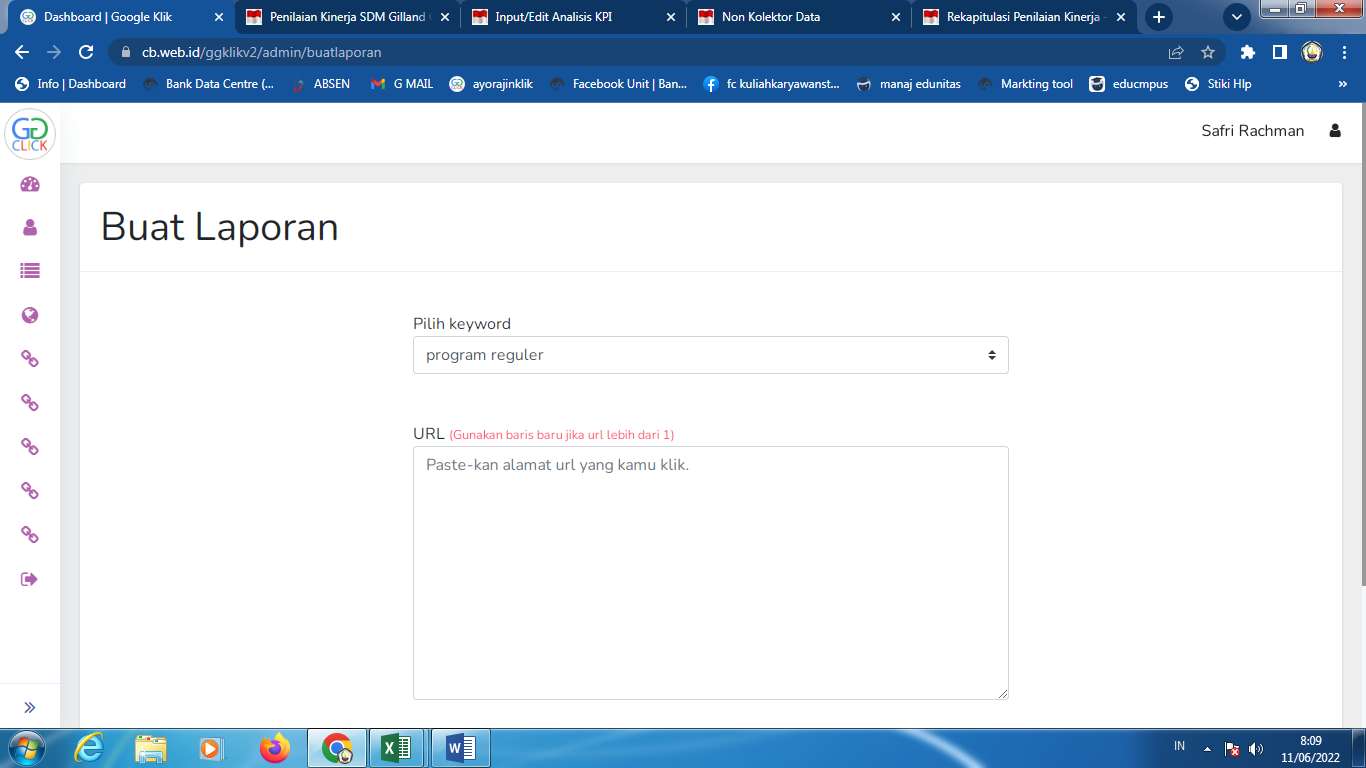 Dashboard | Google Klik
Penilaian Kinerja SDM Gilland
Input/Edit Analisis KPI
Non Kolektor Data
Rekapitulasi Penilaian Kinerja
cb.web.id/ggklikv2/admin/buatlaporan
Info | Dashboard
Bank Data Centre (...
ABSEN
G MAIL
ayorajinklik
Facebook Unit | Ban...
fc kuliahkaryawanst...
manaj edunitas
Markting tool
educmpus
Stiki Hlp
GG
CLICK
Safri Rachman
Buat Laporan
Pilih keyword
program reguler
URL (Gunakan baris baru jika url lebih dari 1)
Paste-kan alamat url yang kamu klik.
IN
8:09
11/06/2022